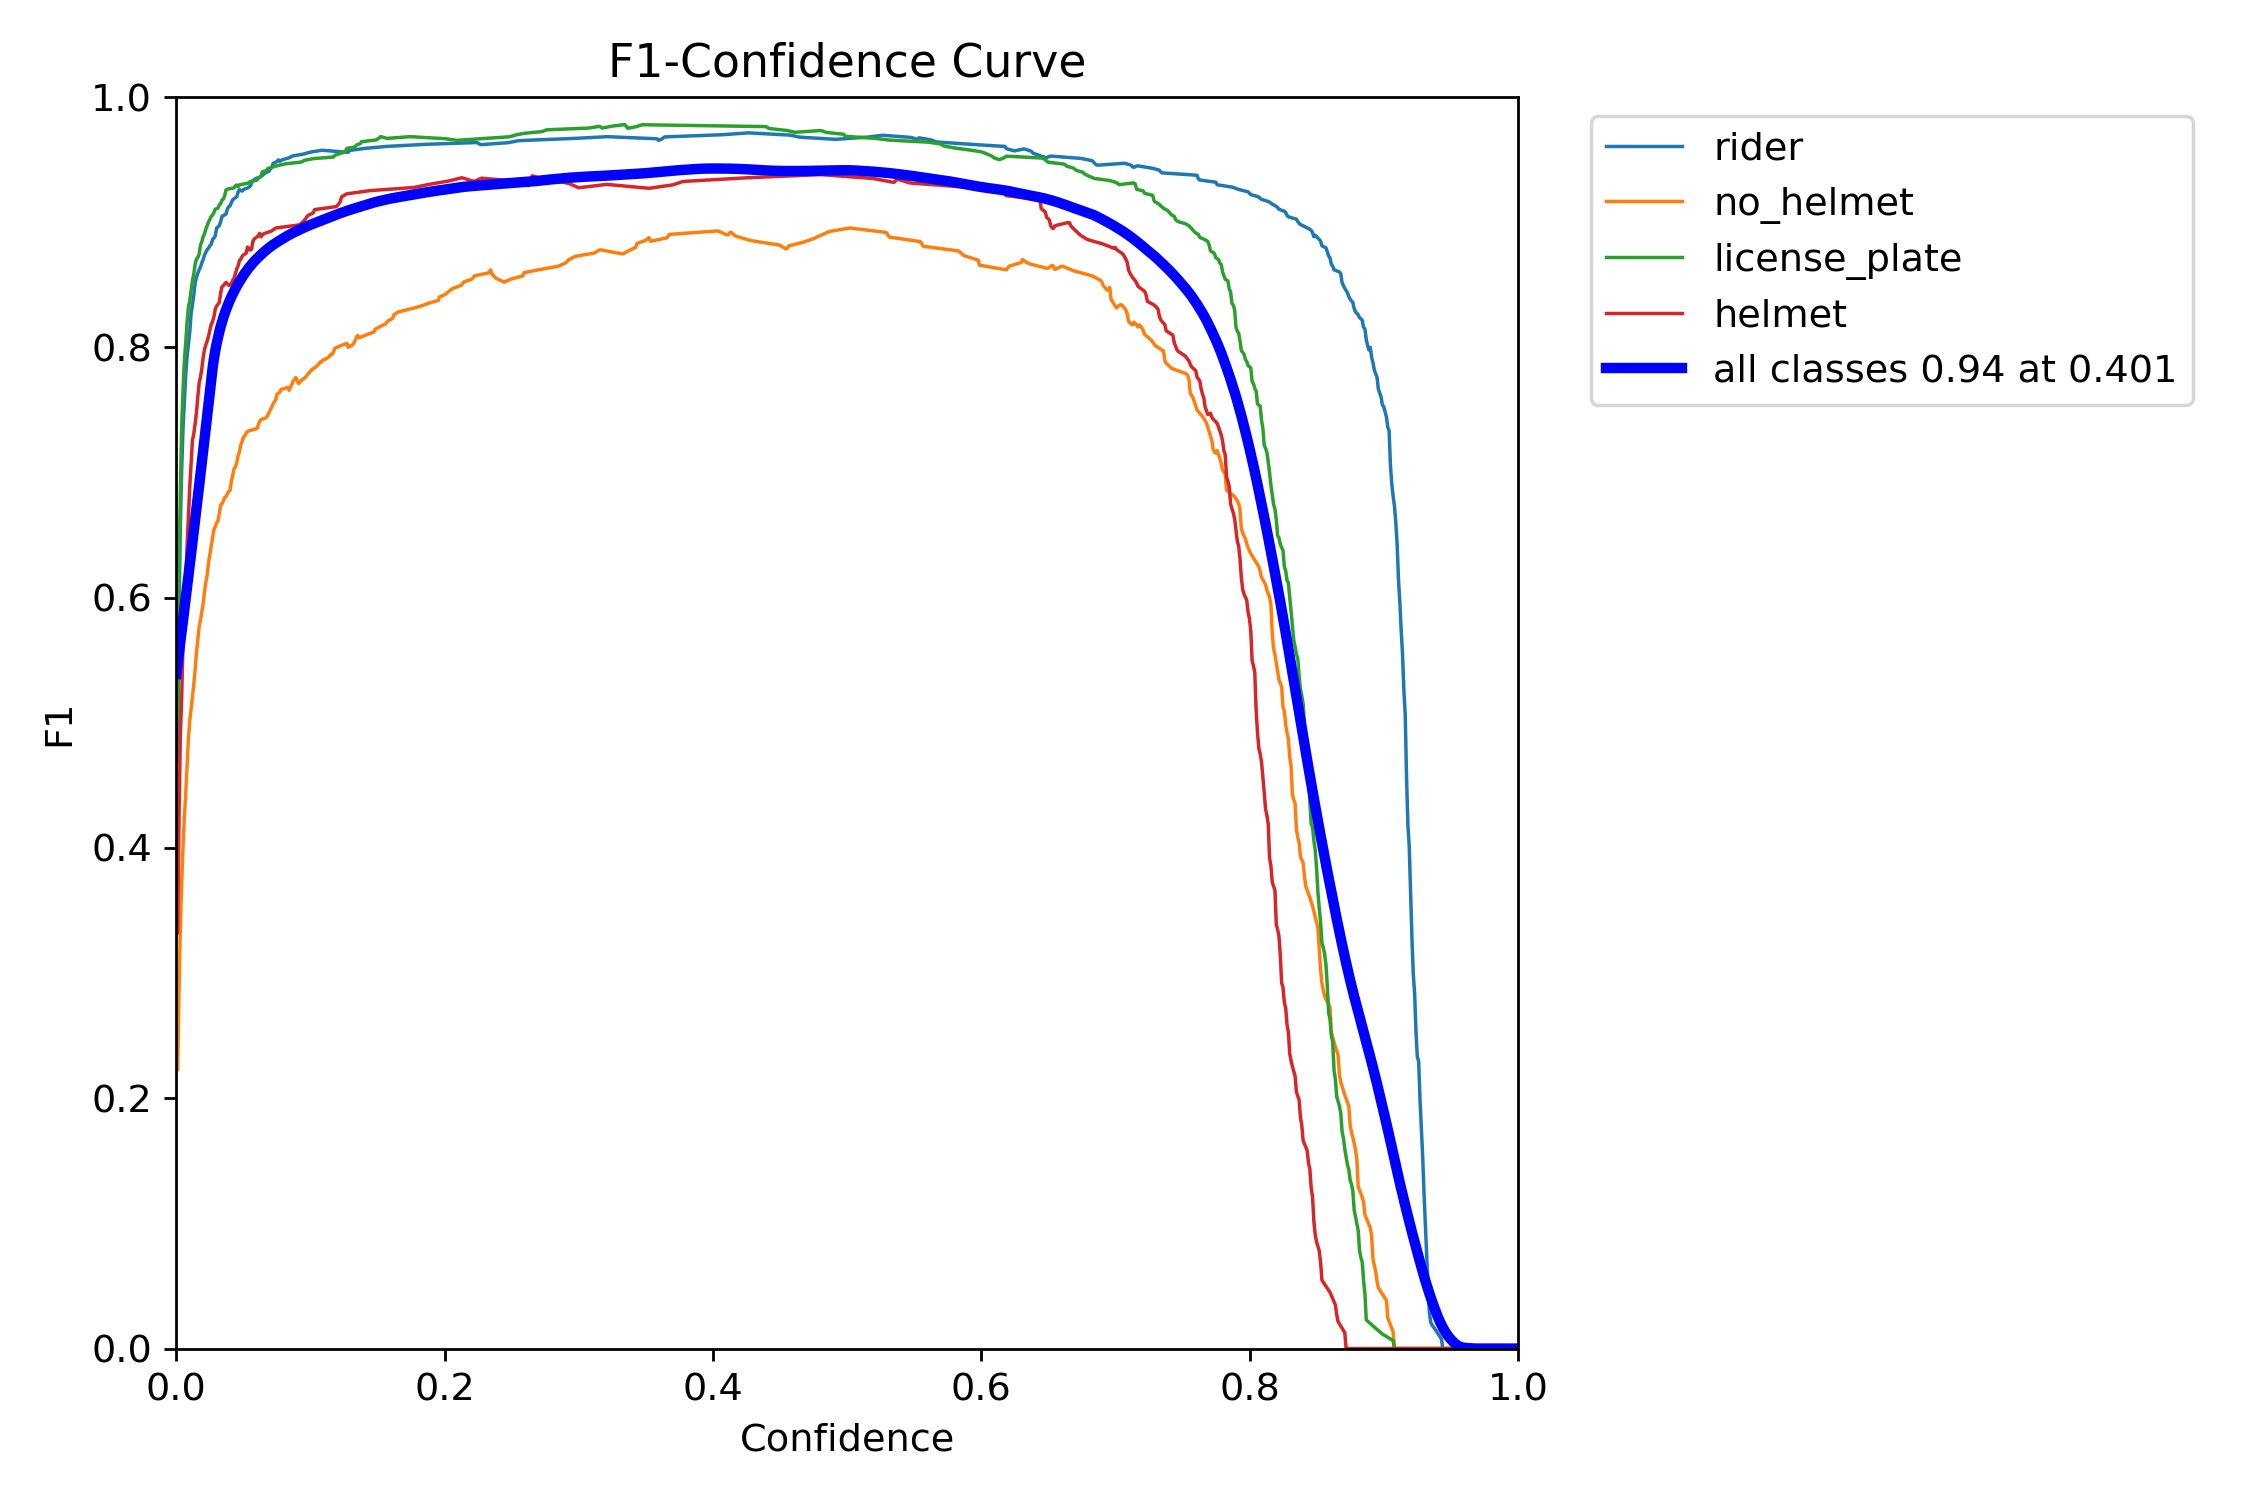 F1-Confidence Curve
1.0
0.8
0.6
0.4
0.2
0.0
F1
0.0 0.2 0.4 0.6 0.8 1.0
Confidence
rider
no_helmet
license_plate
helmet
all classes 0.94 at 0.401